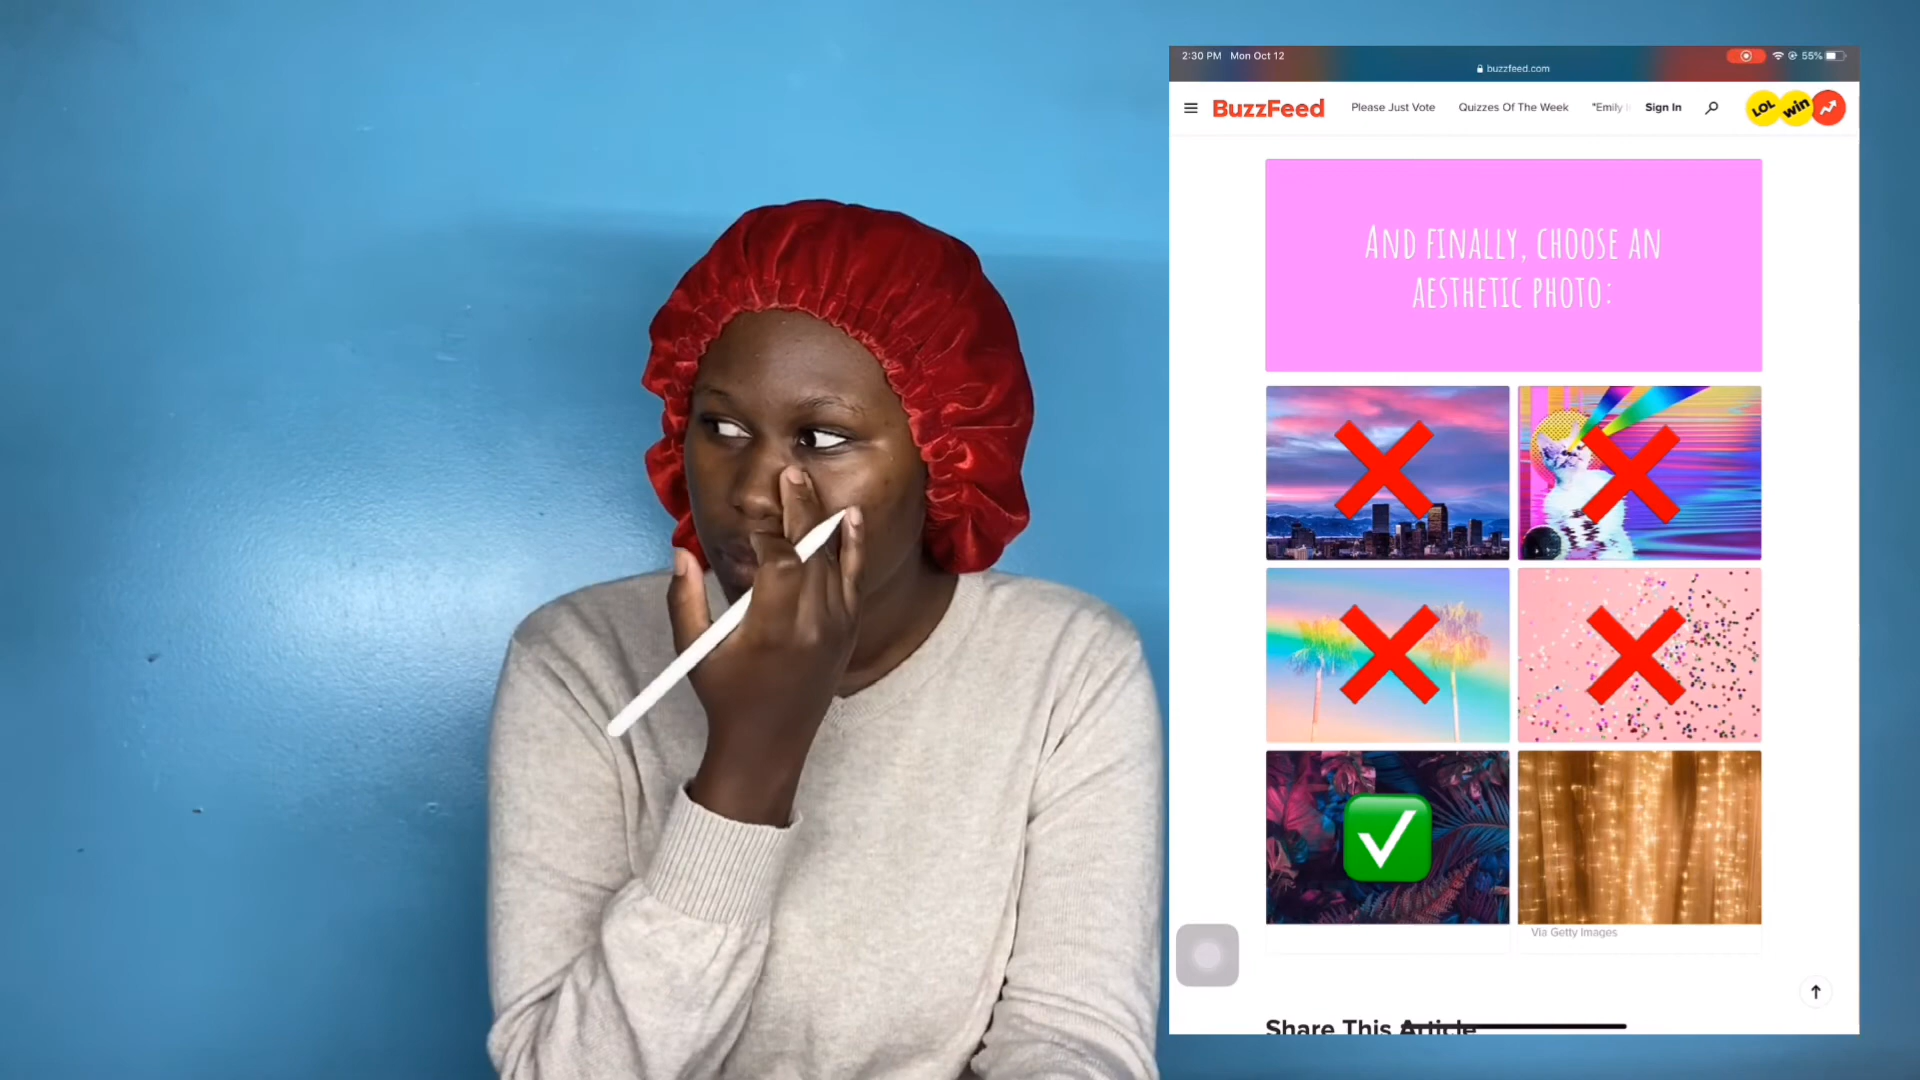 2:30 PM Mon Oct 12
55%
buzzfeed.com
BuzzFeed
Please Just Vote
Quizzes Of The Week
"Emily
Sign In
LOL
win
AND FINALLY, CHOOSE AN
AESTHETIC PHOTO:
Via Getty Images
Share This Article